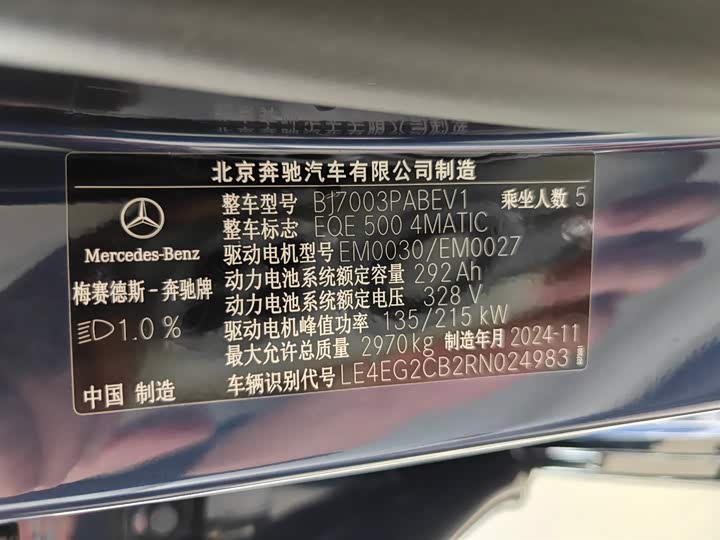 北京奔驰汽车有限公司制造
整车型号 BJ7003PABEV1 乘坐人数 5
整车标志 EQE 500 4MATIC
Mercedes-Benz
驱动电机型号 EM0030/EM0027
动力电池系统额定容量 292 Ah
梅赛德斯-奔驰牌
动力电池系统额定电压 328 V
1.0 %
驱动电机峰值功率 135/215 kW
最大允许总质量 2970kg 制造年月 2024-11
中国 制造
车辆识别代号 LE4EG2CB2RN024983